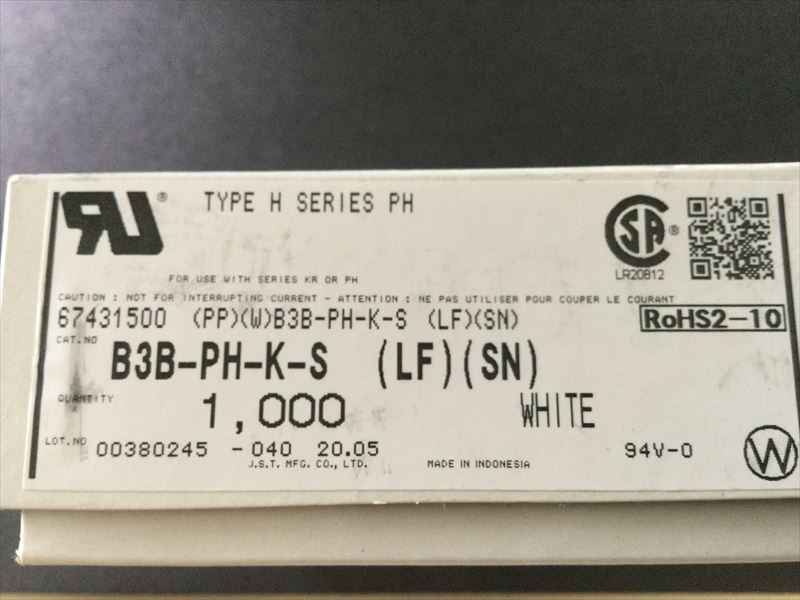 TYPE H SERIES PH
LR20812
FOR USE WITH SERIES KR OR PH
CAUTION : NOT FOR INTERRUPTING CURRENT - ATTENTION : NE PAS UTILISER POUR COUPER LE COURANT
67431500 (PP)(W)B3B-PH-K-S (LF)(SN)
RoHS2-10
CAT.NO B3B-PH-K-S (LF)(SN)
QUANTITY 1,000 WHITE
LOT.NO 00380245 -040 20.05 94V-0 W
J.S.T. MFG. CO., LTD. MADE IN INDONESIA